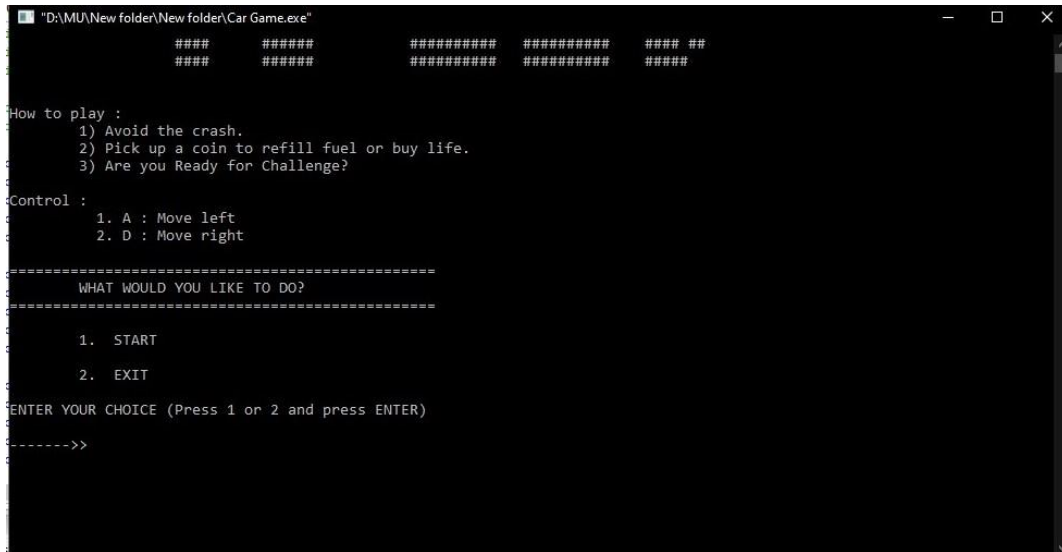 "D:\MU\New folder\New folder\Car Game.exe"
#### ###### ########## ########## #### ##
#### ###### ########## ########## #####
How to play :
1) Avoid the crash.
2) Pick up a coin to refill fuel or buy life.
3) Are you Ready for Challenge?
Control :
1. A : Move left
2. D : Move right
=================================================
WHAT WOULD YOU LIKE TO DO?
=================================================
1. START
2. EXIT
ENTER YOUR CHOICE (Press 1 or 2 and press ENTER)
------->>